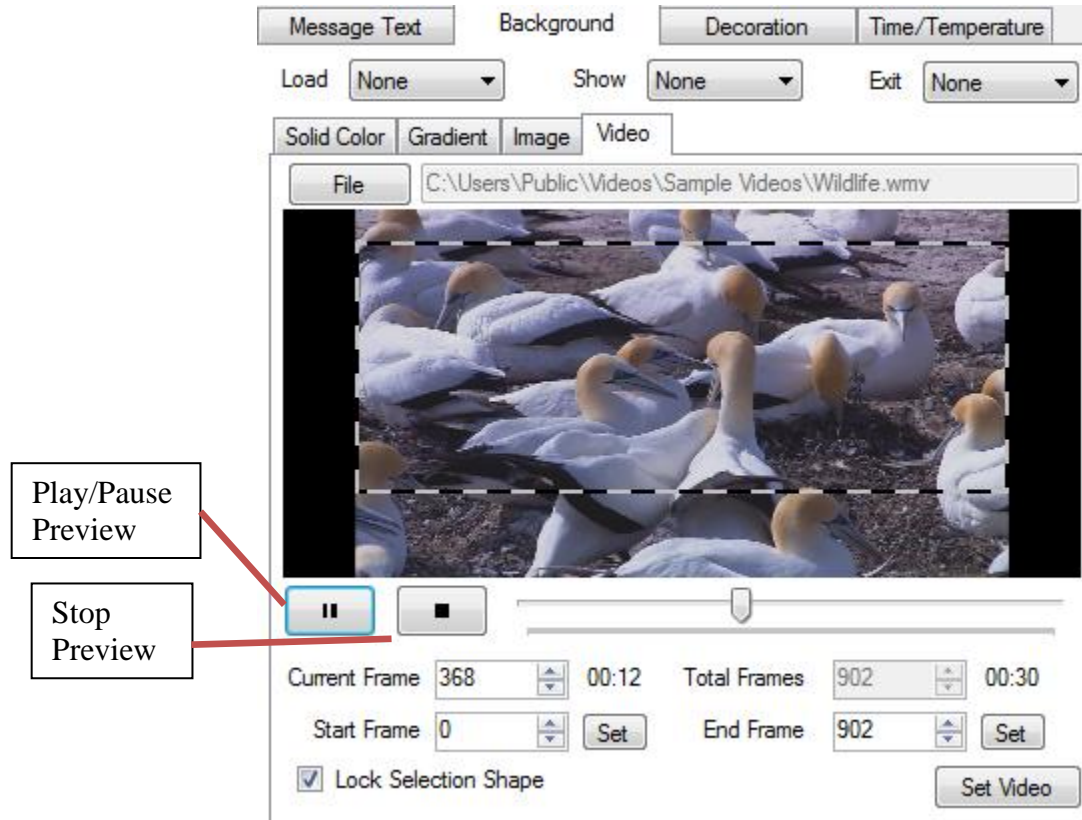 Message Text Background Decoration Time/Temperature
Load None Show None Exit None
Solid Color Gradient Image Video
File C:\Users\Public\Videos\Sample Videos\Wildlife.wmv
Play/Pause
Preview
Stop
Preview
Current Frame 368 00:12 Total Frames 902 00:30
Start Frame 0 Set End Frame 902 Set
Lock Selection Shape
Set Video